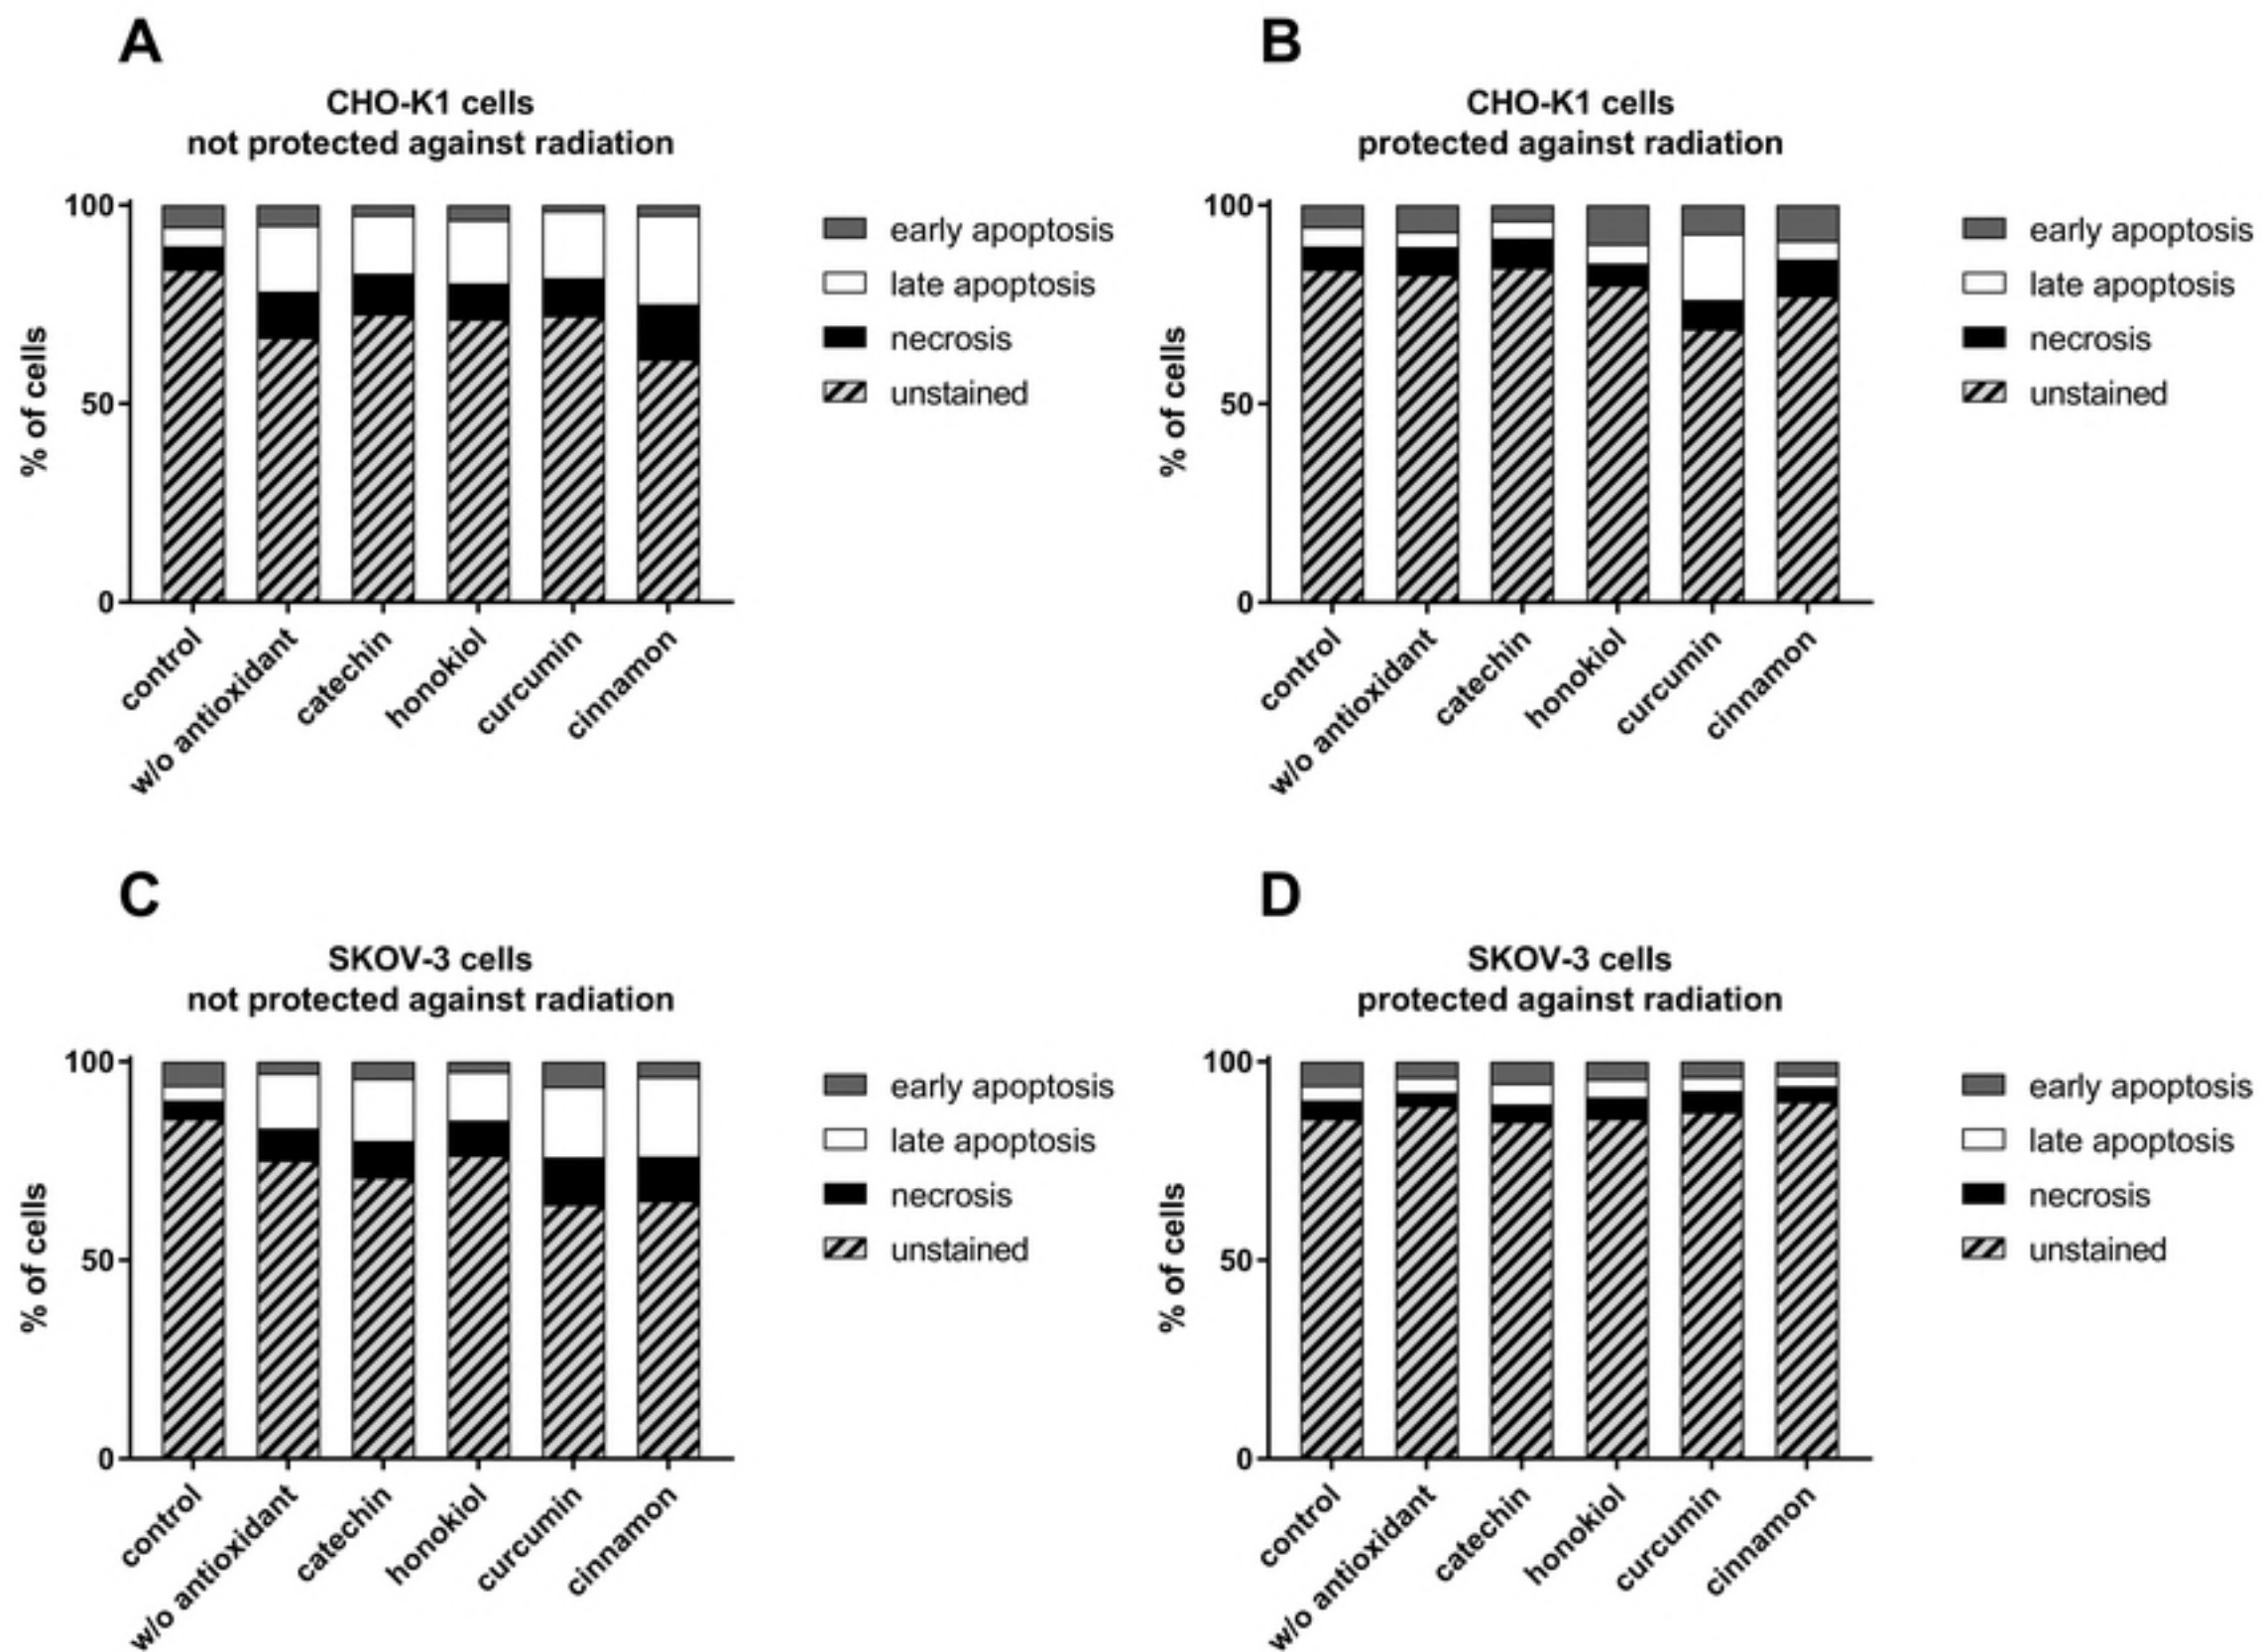 A
CHO-K1 cells
not protected against radiation
% of cells
100
50
0
control
w/o antioxidant
catechin
honokiol
curcumin
cinnamon
early apoptosis
late apoptosis
necrosis
unstained
B
CHO-K1 cells
protected against radiation
% of cells
100
50
0
control
w/o antioxidant
catechin
honokiol
curcumin
cinnamon
early apoptosis
late apoptosis
necrosis
unstained
C
SKOV-3 cells
not protected against radiation
% of cells
100
50
0
control
w/o antioxidant
catechin
honokiol
curcumin
cinnamon
early apoptosis
late apoptosis
necrosis
unstained
D
SKOV-3 cells
protected against radiation
% of cells
100
50
0
control
w/o antioxidant
catechin
honokiol
curcumin
cinnamon
early apoptosis
late apoptosis
necrosis
unstained